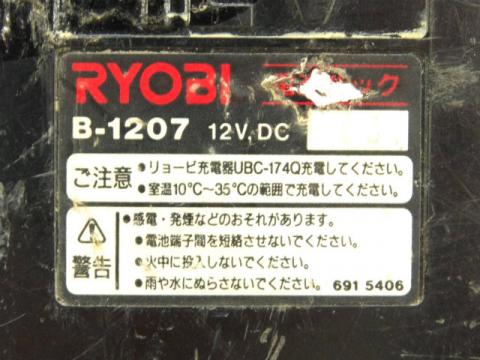 RYOBI
B-1207 12V, DC
ご注意
・リョービ充電器UBC-174Q充電してください。
・室温10℃～35℃の範囲で充電してください。
警告
・感電・発煙などのおそれがあります。
・電池端子間を短絡させないでください。
・火中に投入しないでください。
・雨や水にぬらさないでください。
691 5406